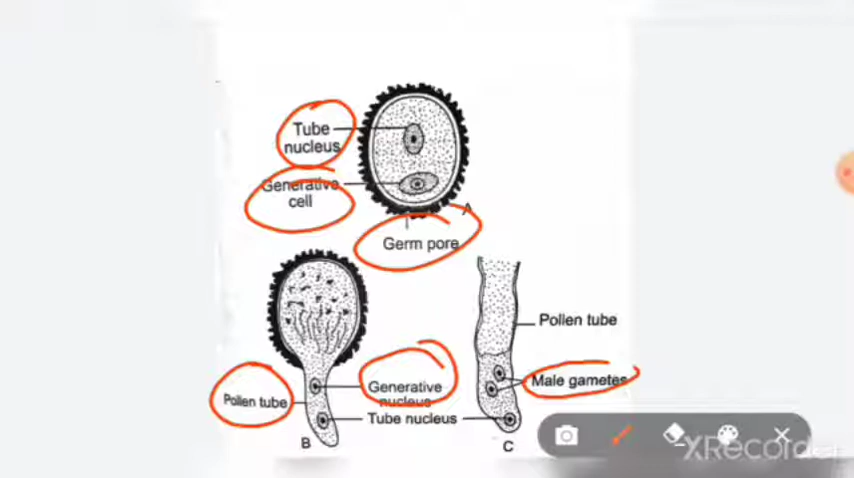 Tube
nucleus
Generative
cell
A
Germ pore
Pollen tube
Generative
nucleus
Tube nucleus
B
Pollen tube
Male gametes
C
XRecorder